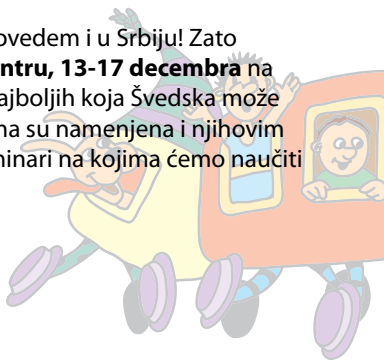 ovedem i u Srbiju! Zato
ntru, 13-17 decembra na
ajboljih koja Švedska može
na su namenjena i njihovim
ninari na kojima ćemo naučiti